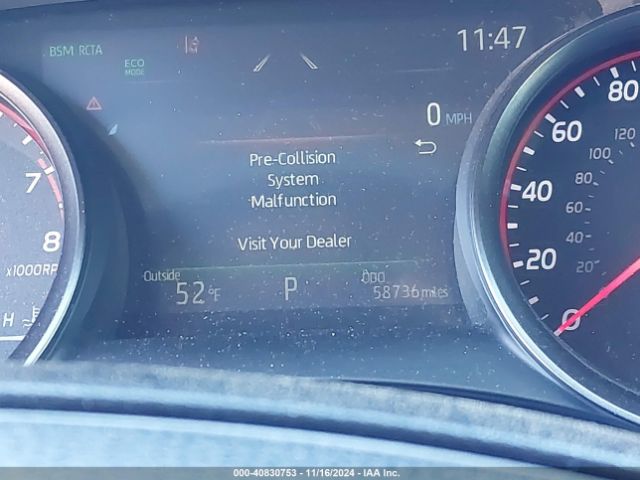 BSM RCTA
ECO
MODE
11:47
0 MPH
Pre-Collision
System
Malfunction
Visit Your Dealer
Outside
52°F
P
ODO
58736 miles
7
8
x1000RP
H
80
60
40
20
0
120
100
80
60
40
20
000-40830753 - 11/16/2024 - IAA Inc.